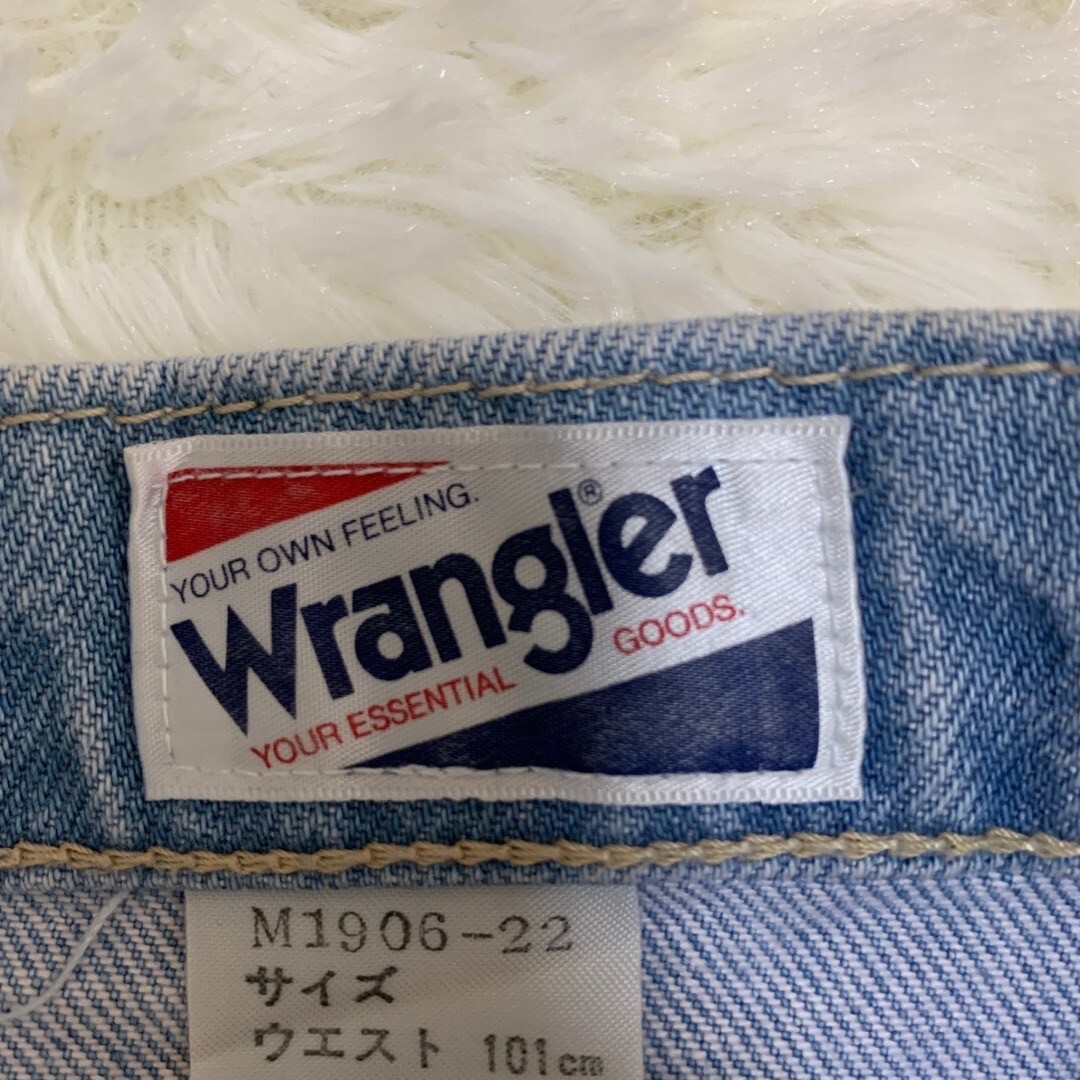 YOUR OWN FEELING.
Wrangler®
YOUR ESSENTIAL GOODS.
M1906-22
サイズ
ウエスト 101cm